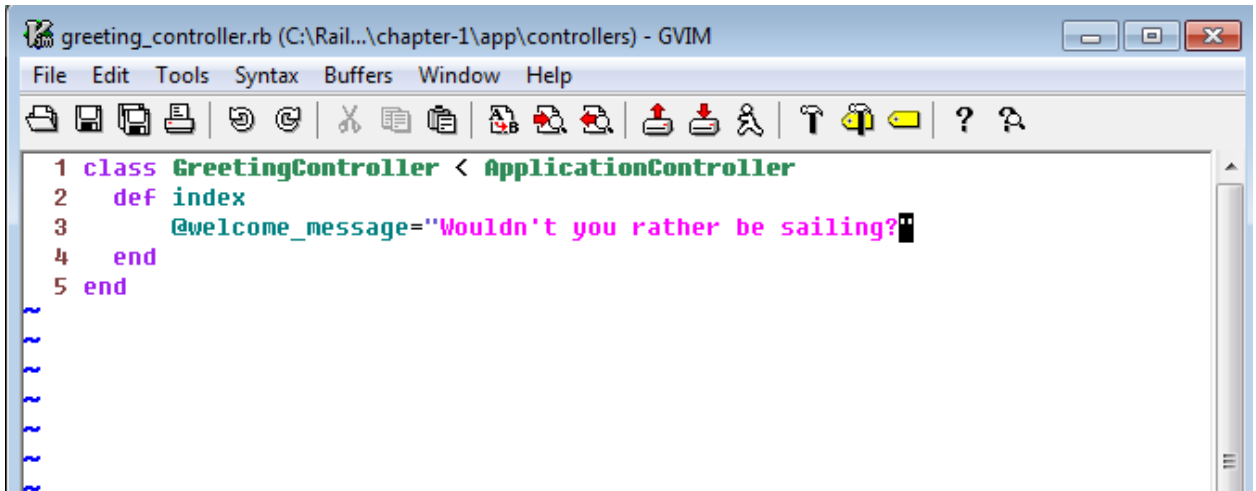 greeting_controller.rb (C:\Rail...\chapter-1\app\controllers) - GVIM
File Edit Tools Syntax Buffers Window Help
1 class GreetingController < ApplicationController
2   def index
3       @welcome_message="Wouldn't you rather be sailing?"
4   end
5 end
~
~
~
~
~
~
~